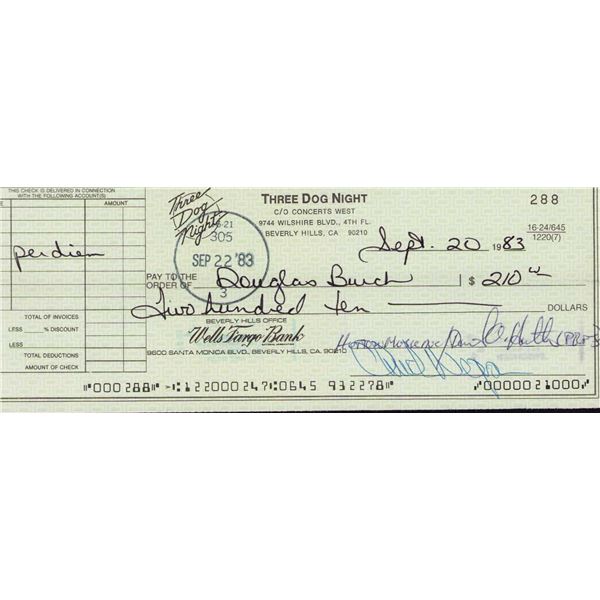 THIS CHECK IS DELIVERED IN CONNECTION
WITH THE FOLLOWING ACCOUNT(S)
AMOUNT
per diem
TOTAL OF INVOICES
LESS % DISCOUNT
LESS
TOTAL DEDUCTIONS
AMOUNT OF CHECK
Three
Dog
Night
THREE DOG NIGHT
C/O CONCERTS WEST
9744 WILSHIRE BLVD., 4TH FL.
BEVERLY HILLS, CA 90210
288
16-24/645
1220(7)
305
SEP 22 '83
3
Sept. 20 1983
PAY TO THE
ORDER OF Douglas Burch $ 210
Two hundred ten DOLLARS
BEVERLY HILLS OFFICE
Wells Fargo Bank
9600 SANTA MONICA BLVD., BEVERLY HILLS, CA. 90210
⑈000288⑈ ⑆122000247⑆0645 932278⑈ ⑈0000021000⑈